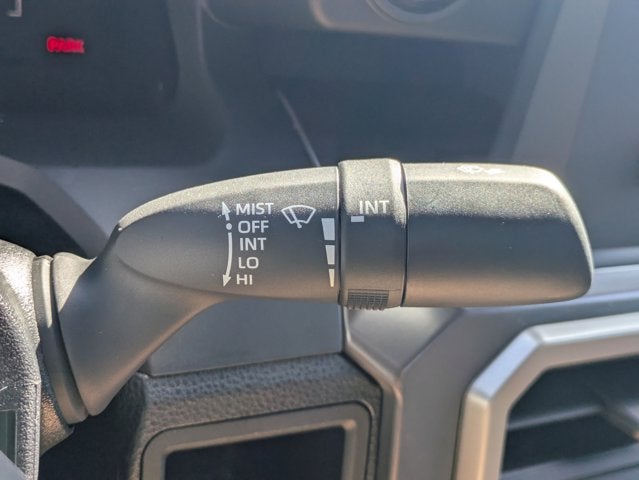 PARK
MIST
OFF
INT
LO
HI
INT